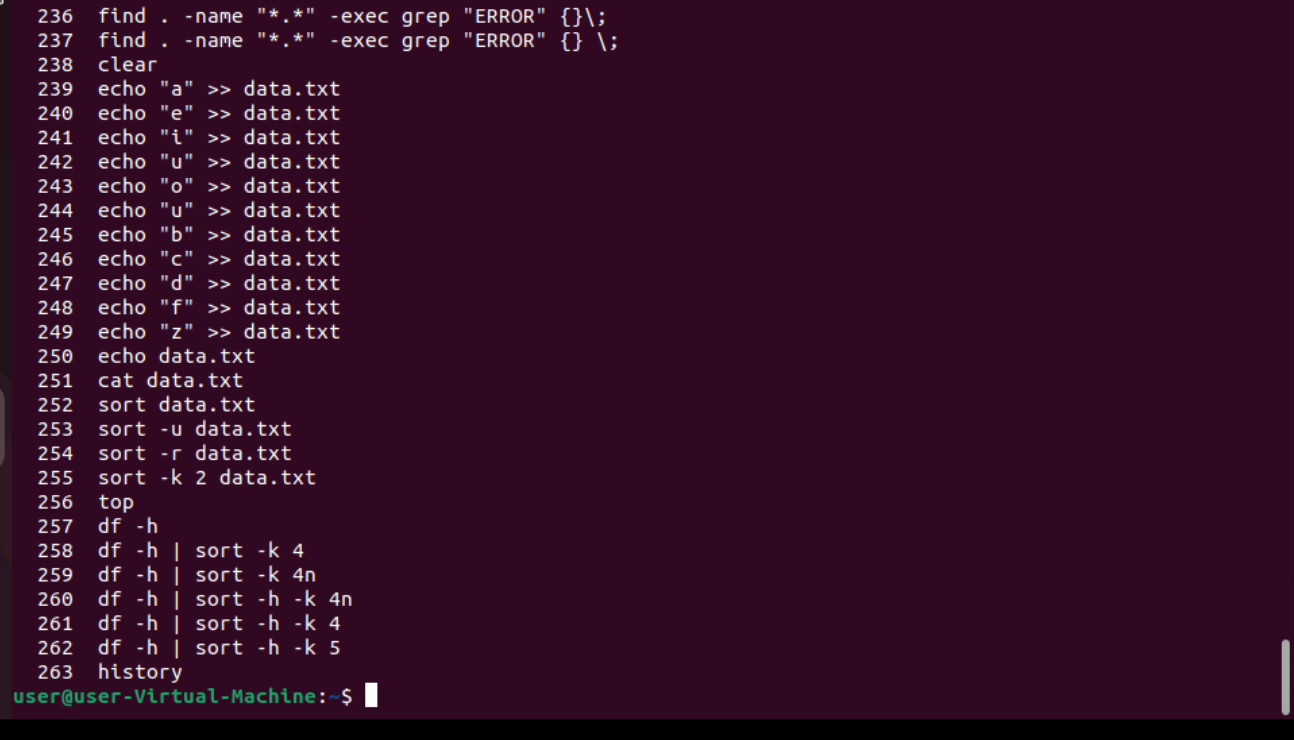 236  find . -name "*.*" -exec grep "ERROR" {}\;
237  find . -name "*.*" -exec grep "ERROR" {} \;
238  clear
239  echo "a" >> data.txt
240  echo "e" >> data.txt
241  echo "i" >> data.txt
242  echo "u" >> data.txt
243  echo "o" >> data.txt
244  echo "u" >> data.txt
245  echo "b" >> data.txt
246  echo "c" >> data.txt
247  echo "d" >> data.txt
248  echo "f" >> data.txt
249  echo "z" >> data.txt
250  echo data.txt
251  cat data.txt
252  sort data.txt
253  sort -u data.txt
254  sort -r data.txt
255  sort -k 2 data.txt
256  top
257  df -h
258  df -h | sort -k 4
259  df -h | sort -k 4n
260  df -h | sort -h -k 4n
261  df -h | sort -h -k 4
262  df -h | sort -h -k 5
263  history
user@user-Virtual-Machine:~$